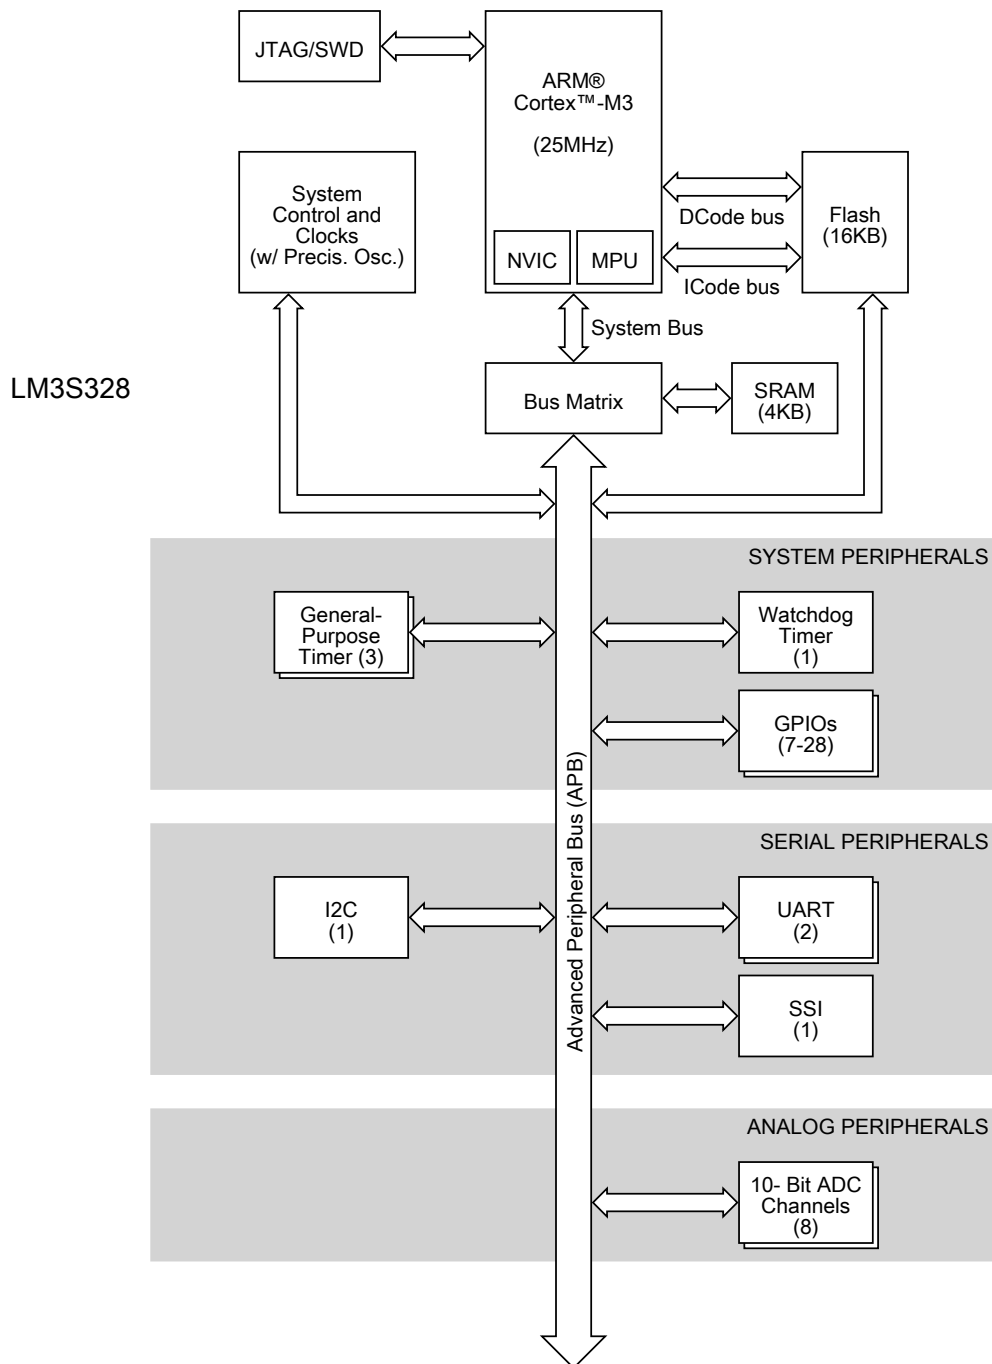 JTAG/SWD
ARM®
Cortex™-M3
(25MHz)
NVIC
MPU
System
Control and
Clocks
(w/ Precis. Osc.)
DCode bus
ICode bus
Flash
(16KB)
System Bus
LM3S328
Bus Matrix
SRAM
(4KB)
SYSTEM PERIPHERALS
General-
Purpose
Timer (3)
Watchdog
Timer
(1)
GPIOs
(7-28)
Advanced Peripheral Bus (APB)
SERIAL PERIPHERALS
I2C
(1)
UART
(2)
SSI
(1)
ANALOG PERIPHERALS
10- Bit ADC
Channels
(8)